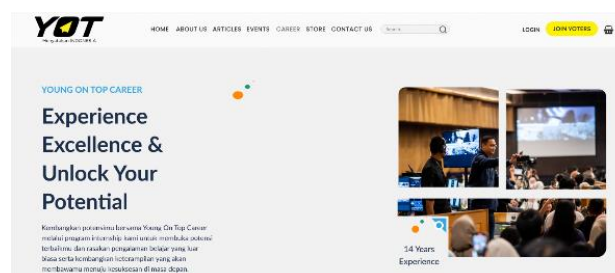 YOT
HOME ABOUT US ARTICLES EVENTS CAREER STORE CONTACT US Search LOGIN JOIN YOTERS
YOUNG ON TOP CAREER
Experience
Excellence &
Unlock Your
Potential
Kembangkan potensimu bersama Young On Top Career
melalui program internship kami untuk membuka potensi
terbaikmu dan rasakan pengalaman belajar yang luar
biasa serta kembangkan keterampilan yang akan
membawamu menuju kesuksesan di masa depan.
14 Years
Experience